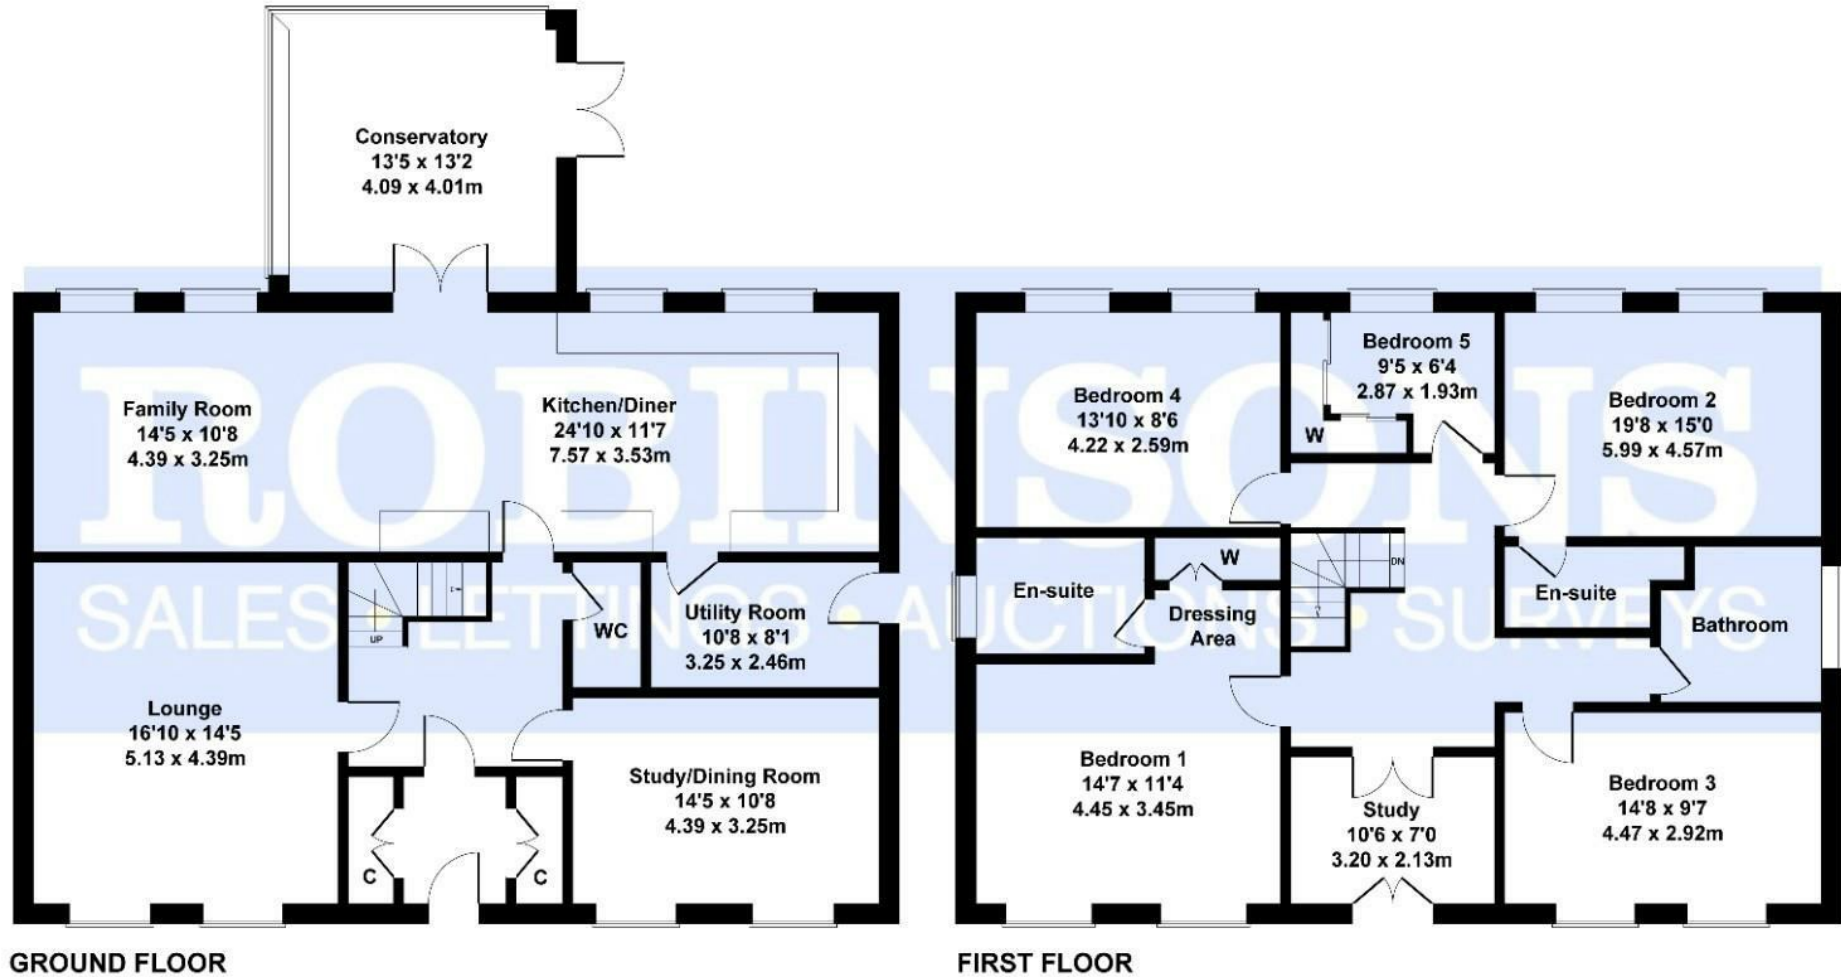 Conservatory
13'5 x 13'2
4.09 x 4.01m
ROBINSONS
SALES • LETTINGS • AUCTIONS • SURVEYS
Family Room
14'5 x 10'8
4.39 x 3.25m
Kitchen/Diner
24'10 x 11'7
7.57 x 3.53m
UP
WC
Utility Room
10'8 x 8'1
3.25 x 2.46m
Lounge
16'10 x 14'5
5.13 x 4.39m
Study/Dining Room
14'5 x 10'8
4.39 x 3.25m
C
C
GROUND FLOOR
Bedroom 4
13'10 x 8'6
4.22 x 2.59m
Bedroom 5
9'5 x 6'4
2.87 x 1.93m
W
Bedroom 2
19'8 x 15'0
5.99 x 4.57m
En-suite
W
Dressing
Area
DN
En-suite
Bathroom
Bedroom 1
14'7 x 11'4
4.45 x 3.45m
Study
10'6 x 7'0
3.20 x 2.13m
Bedroom 3
14'8 x 9'7
4.47 x 2.92m
FIRST FLOOR